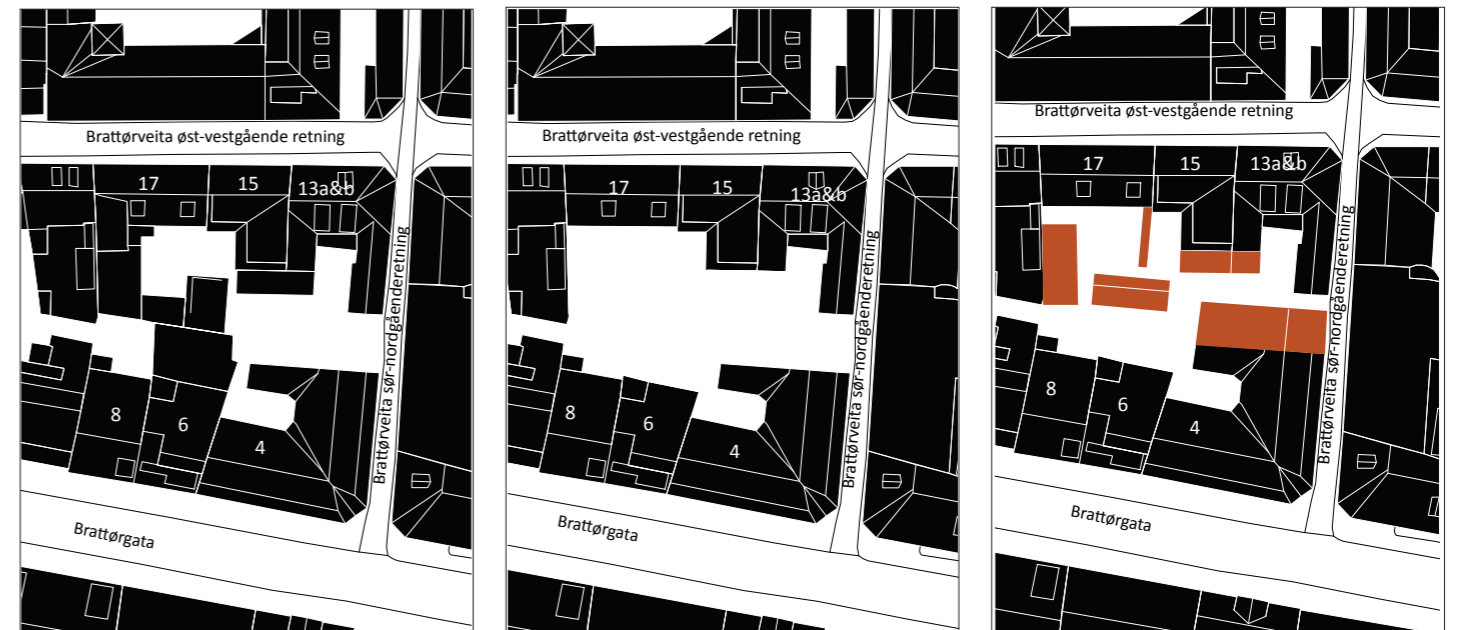 Brattørveita øst-vestgående retning
17
15
13a&b
8
6
4
Brattørveita sør-nordgåenderetning
Brattørgata
Brattørveita øst-vestgående retning
17
15
13a&b
8
6
4
Brattørveita sør-nordgåenderetning
Brattørgata
Brattørveita øst-vestgående retning
17
15
13a&b
8
6
4
Brattørveita sør-nordgåenderetning
Brattørgata